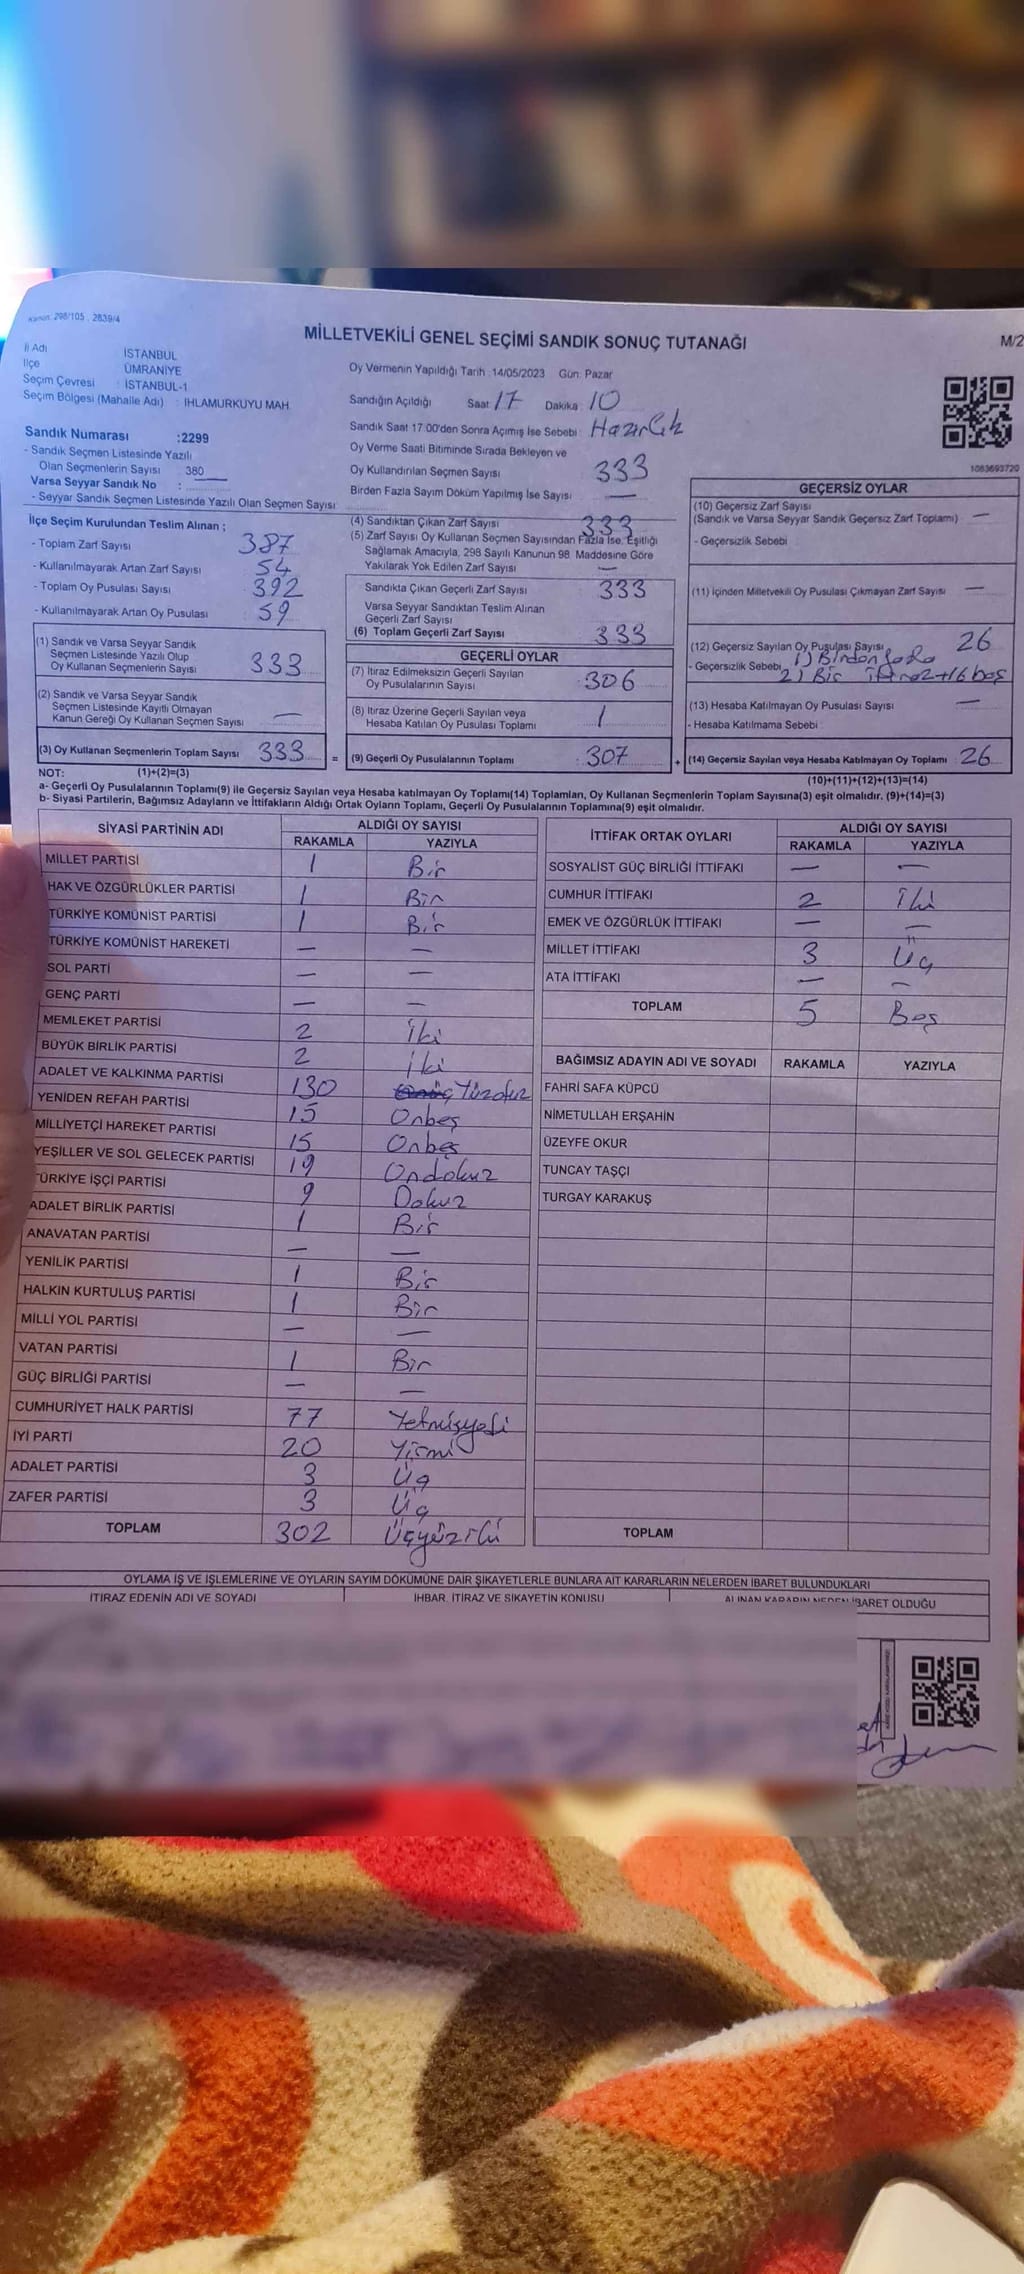 Kanun: 298/105 , 2839/4
MİLLETVEKİLİ GENEL SEÇİMİ SANDIK SONUÇ TUTANAĞI
M/2
İl Adı İSTANBUL
İlçe ÜMRANİYE
Seçim Çevresi : İSTANBUL-1
Seçim Bölgesi (Mahalle Adı) : IHLAMURKUYU MAH.
Sandık Numarası :2299
- Sandık Seçmen Listesinde Yazılı
Olan Seçmenlerin Sayısı : 380
Varsa Seyyar Sandık No :
- Seyyar Sandık Seçmen Listesinde Yazılı Olan Seçmen Sayısı
Oy Vermenin Yapıldığı Tarih :14/05/2023 Gün: Pazar
Sandığın Açıldığı Saat : 17 Dakika : 10
Sandık Saat 17.00'den Sonra Açımış İse Sebebi : Hazırlık
Oy Verme Saati Bitiminde Sırada Bekleyen ve
Oy Kullandırılan Seçmen Sayısı : 333
Birden Fazla Sayım Döküm Yapılmış İse Sayısı : —
1083693720
İlçe Seçim Kurulundan Teslim Alınan ;
- Toplam Zarf Sayısı : 387
- Kullanılmayarak Artan Zarf Sayısı : 54
- Toplam Oy Pusulası Sayısı : 392
- Kullanılmayarak Artan Oy Pusulası : 59
(1) Sandık ve Varsa Seyyar Sandık
Seçmen Listesinde Yazılı Olup
Oy Kullanan Seçmenlerin Sayısı : 333
(2) Sandık ve Varsa Seyyar Sandık
Seçmen Listesinde Kayıtlı Olmayan
Kanun Gereği Oy Kullanan Seçmen Sayısı : —
(3) Oy Kullanan Seçmenlerin Toplam Sayısı : 333
(4) Sandıktan Çıkan Zarf Sayısı : 333
(5) Zarf Sayısı Oy Kullanan Seçmen Sayısından Fazla İse, Eşitliği
Sağlamak Amacıyla, 298 Sayılı Kanunun 98. Maddesine Göre
Yakılarak Yok Edilen Zarf Sayısı : —
Sandıkta Çıkan Geçerli Zarf Sayısı : 333
Varsa Seyyar Sandıktan Teslim Alınan
Geçerli Zarf Sayısı :
(6) Toplam Geçerli Zarf Sayısı : 333
GEÇERLİ OYLAR
(7) İtiraz Edilmeksizin Geçerli Sayılan
Oy Pusulalarının Sayısı : 306
(8) İtiraz Üzerine Geçerli Sayılan veya
Hesaba Katılan Oy Pusulası Toplamı : 1
= (9) Geçerli Oy Pusulalarının Toplamı : 307
GEÇERSİZ OYLAR
(10) Geçersiz Zarf Sayısı
(Sandık ve Varsa Seyyar Sandık Geçersiz Zarf Toplamı) : —
- Geçersizlik Sebebi :
(11) İçinden Milletvekili Oy Pusulası Çıkmayan Zarf Sayısı : —
(12) Geçersiz Sayılan Oy Pusulası Sayısı : 26
- Geçersizlik Sebebi : 1) Birden fazla
2) Bir boş
(13) Hesaba Katılmayan Oy Pusulası Sayısı : —
- Hesaba Katılmama Sebebi :
+ (14) Geçersiz Sayılan veya Hesaba Katılmayan Oy Toplamı : 26
NOT: (1)+(2)=(3)
(10)+(11)+(12)+(13)=(14)
a- Geçerli Oy Pusulalarının Toplamı(9) ile Geçersiz Sayılan veya Hesaba katılmayan Oy Toplamı(14) Toplamları, Oy Kullanan Seçmenlerin Toplam Sayısına(3) eşit olmalıdır. (9)+(14)=(3)
b- Siyasi Partilerin, Bağımsız Adayların ve İttifakların Aldığı Ortak Oyların Toplamı, Geçerli Oy Pusulalarının Toplamına(9) eşit olmalıdır.
SİYASİ PARTİNİN ADI ALDIĞI OY SAYISI
RAKAMLA YAZIYLA
MİLLET PARTİSİ 1 Bir
HAK VE ÖZGÜRLÜKLER PARTİSİ 1 Bir
TÜRKİYE KOMÜNİST PARTİSİ 1 Bir
TÜRKİYE KOMÜNİST HAREKETİ — —
SOL PARTİ — —
GENÇ PARTİ — —
MEMLEKET PARTİSİ 2 İki
BÜYÜK BİRLİK PARTİSİ 2 İki
ADALET VE KALKINMA PARTİSİ 130 Yüzotuz
YENİDEN REFAH PARTİSİ 15 Onbeş
MİLLİYETÇİ HAREKET PARTİSİ 15 Onbeş
YEŞİLLER VE SOL GELECEK PARTİSİ 19 Ondokuz
TÜRKİYE İŞÇİ PARTİSİ 9 Dokuz
ADALET BİRLİK PARTİSİ 1 Bir
ANAVATAN PARTİSİ — —
YENİLİK PARTİSİ 1 Bir
HALKIN KURTULUŞ PARTİSİ 1 Bir
MİLLİ YOL PARTİSİ — —
VATAN PARTİSİ 1 Bir
GÜÇ BİRLİĞİ PARTİSİ — —
CUMHURİYET HALK PARTİSİ 77 Yetmişyedi
İYİ PARTİ 20 Yirmi
ADALET PARTİSİ 3 Üç
ZAFER PARTİSİ 3 Üç
TOPLAM 302 Üçyüziki
İTTİFAK ORTAK OYLARI ALDIĞI OY SAYISI
RAKAMLA YAZIYLA
SOSYALİST GÜÇ BİRLİĞİ İTTİFAKI — —
CUMHUR İTTİFAKI 2 İki
EMEK VE ÖZGÜRLÜK İTTİFAKI — —
MİLLET İTTİFAKI 3 Üç
ATA İTTİFAKI — —
TOPLAM 5 Beş
BAĞIMSIZ ADAYIN ADI VE SOYADI RAKAMLA YAZIYLA
FAHRİ SAFA KÜPCÜ
NİMETULLAH ERŞAHİN
ÜZEYFE OKUR
TUNCAY TAŞÇI
TURGAY KARAKUŞ
TOPLAM
OYLAMA İŞ VE İŞLEMLERİNE VE OYLARIN SAYIM DÖKÜMÜNE DAİR ŞİKAYETLERLE BUNLARA AİT KARARLARIN NELERDEN İBARET BULUNDUKLARI
İTİRAZ EDENİN ADI VE SOYADI İHBAR, İTİRAZ VE ŞİKAYETİN KONUSU ALINAN KARARIN NEDEN İBARET OLDUĞU